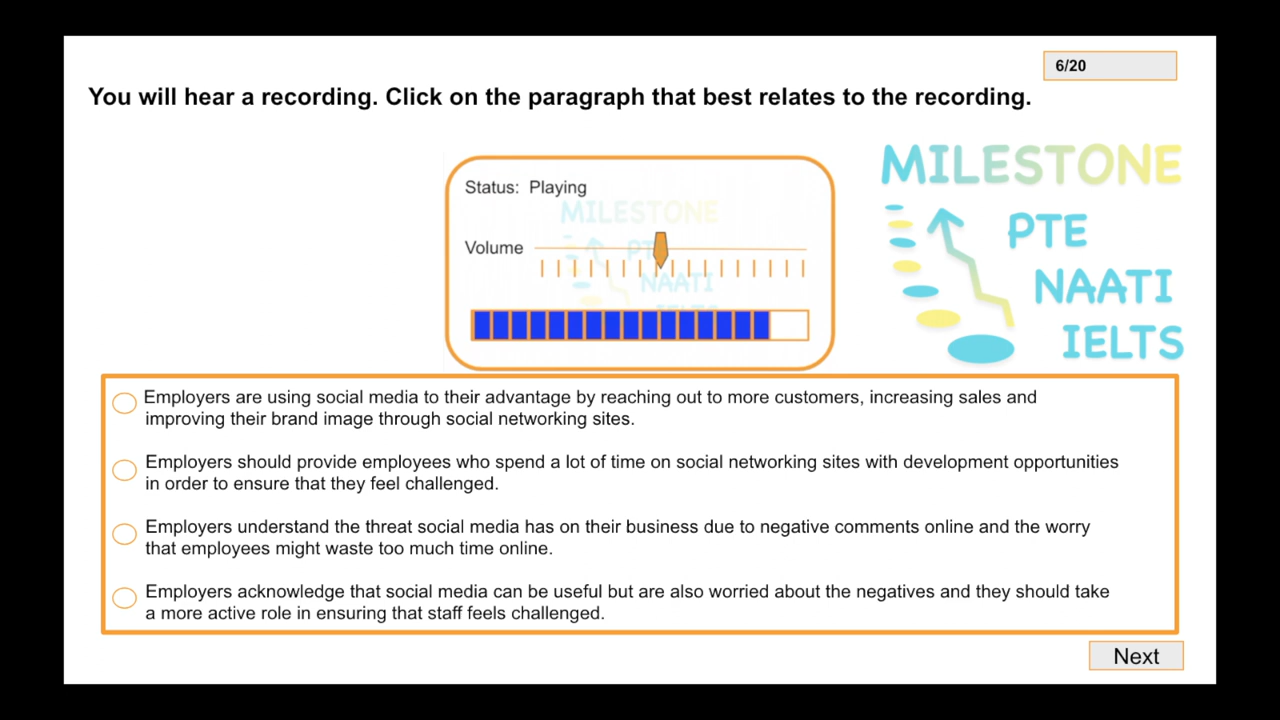 6/20
You will hear a recording. Click on the paragraph that best relates to the recording.
MILESTONE
PTE
NAATI
IELTS
Status: Playing
MILESTONE
Volume
PT
NAATI
Employers are using social media to their advantage by reaching out to more customers, increasing sales and
improving their brand image through social networking sites.
Employers should provide employees who spend a lot of time on social networking sites with development opportunities
in order to ensure that they feel challenged.
Employers understand the threat social media has on their business due to negative comments online and the worry
that employees might waste too much time online.
Employers acknowledge that social media can be useful but are also worried about the negatives and they should take
a more active role in ensuring that staff feels challenged.
Next